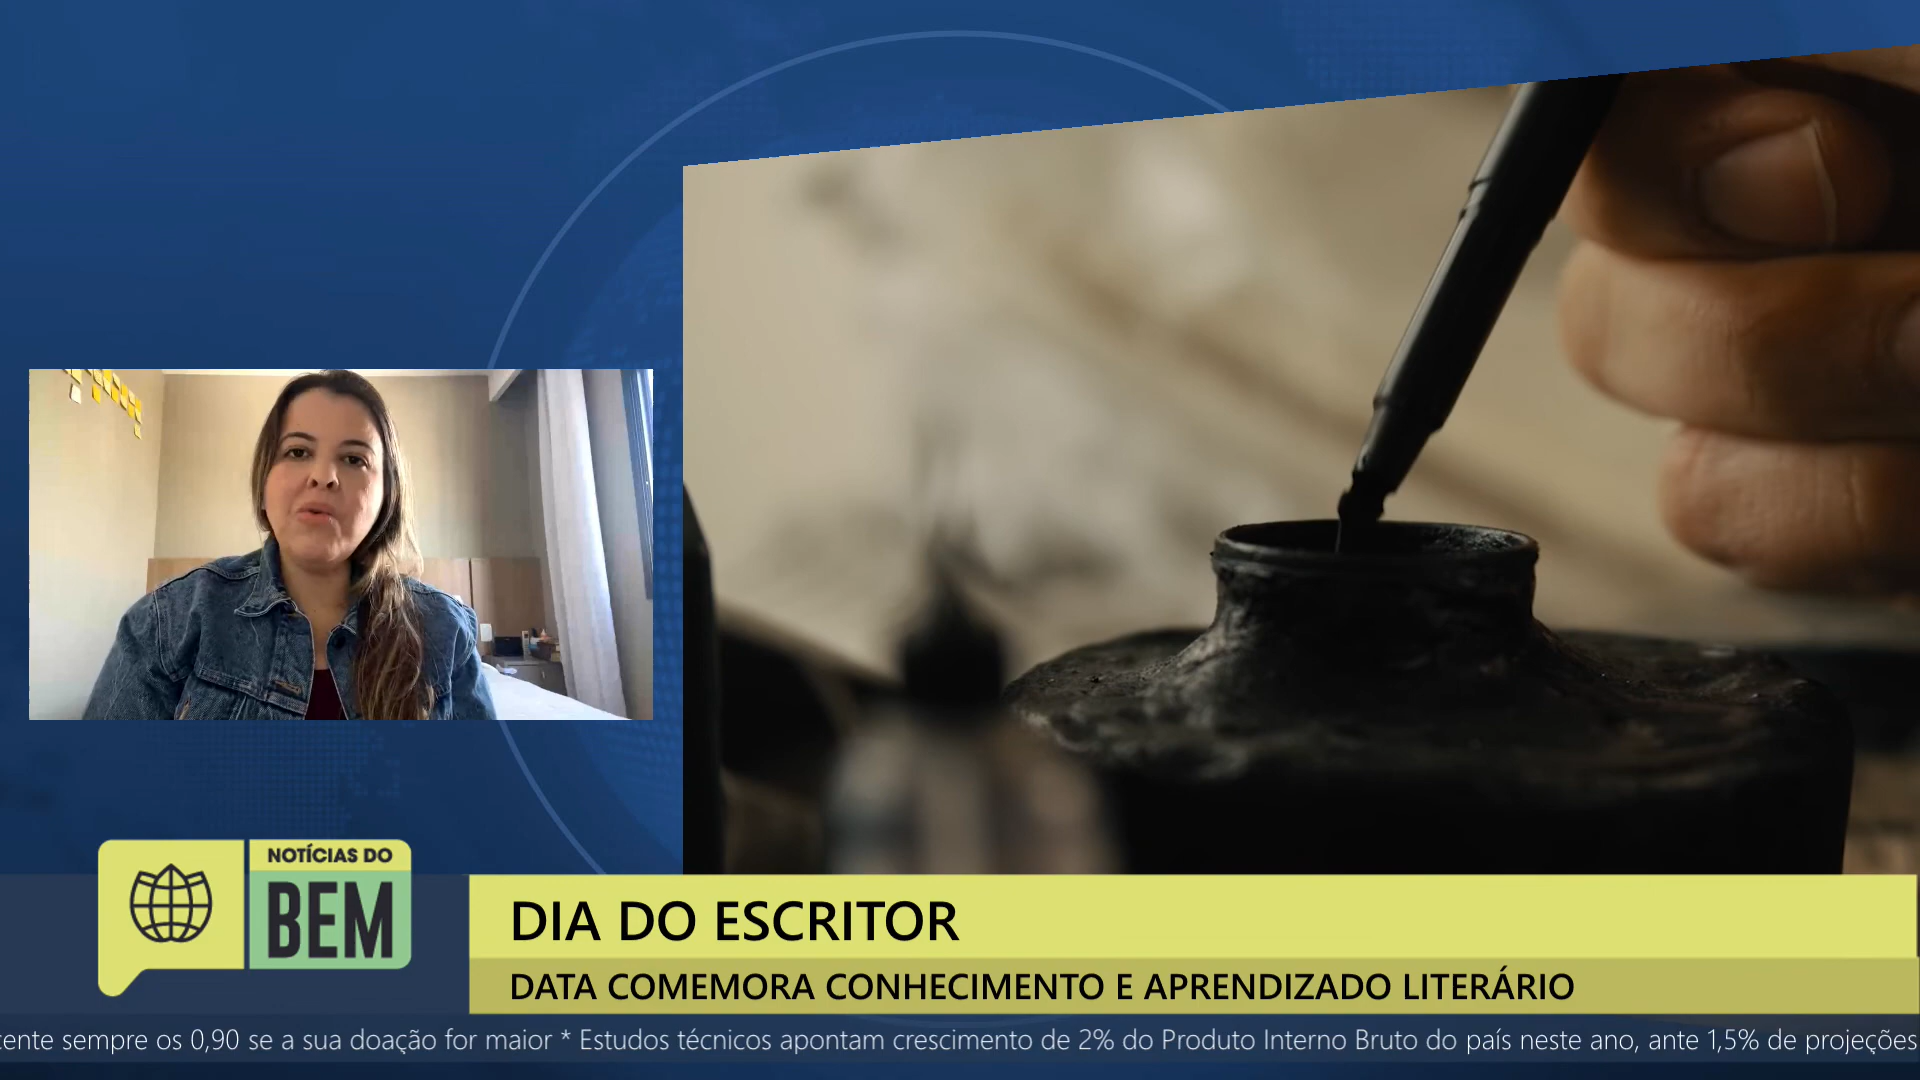 NOTÍCIAS DO
BEM
DIA DO ESCRITOR
DATA COMEMORA CONHECIMENTO E APRENDIZADO LITERÁRIO
sempre os 0,90 se a sua doação for maior * Estudos técnicos apontam crescimento de 2% do Produto Interno Bruto do país neste ano, ante 1,5% de projeções